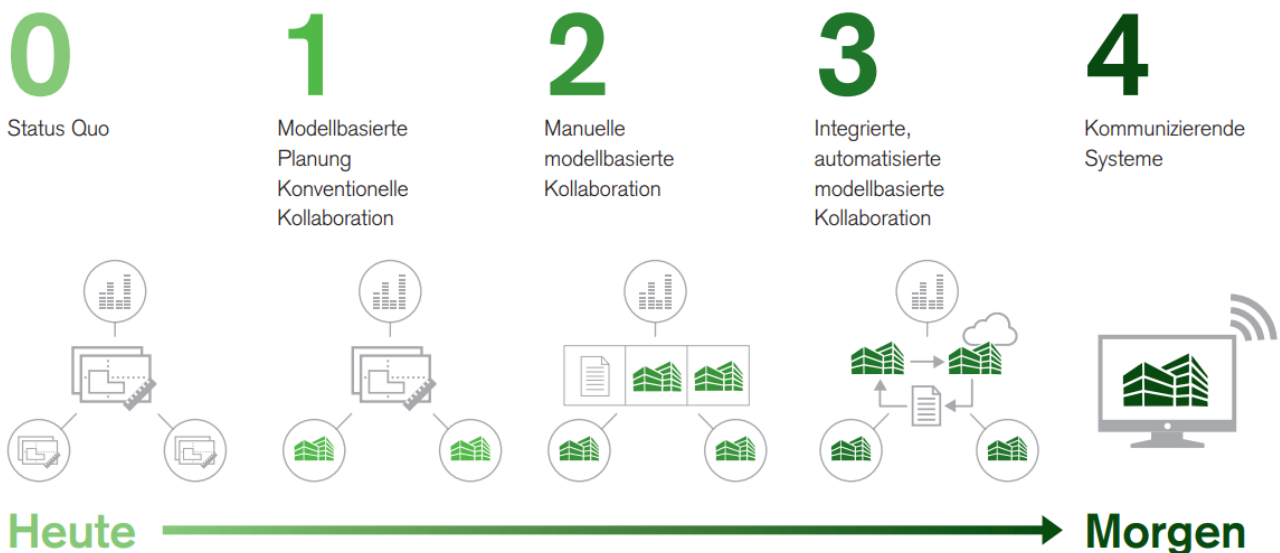 0
Status Quo
1
Modellbasierte
Planung
Konventionelle
Kollaboration
2
Manuelle
modellbasierte
Kollaboration
3
Integrierte,
automatisierte
modellbasierte
Kollaboration
4
Kommunizierende
Systeme
Heute
Morgen